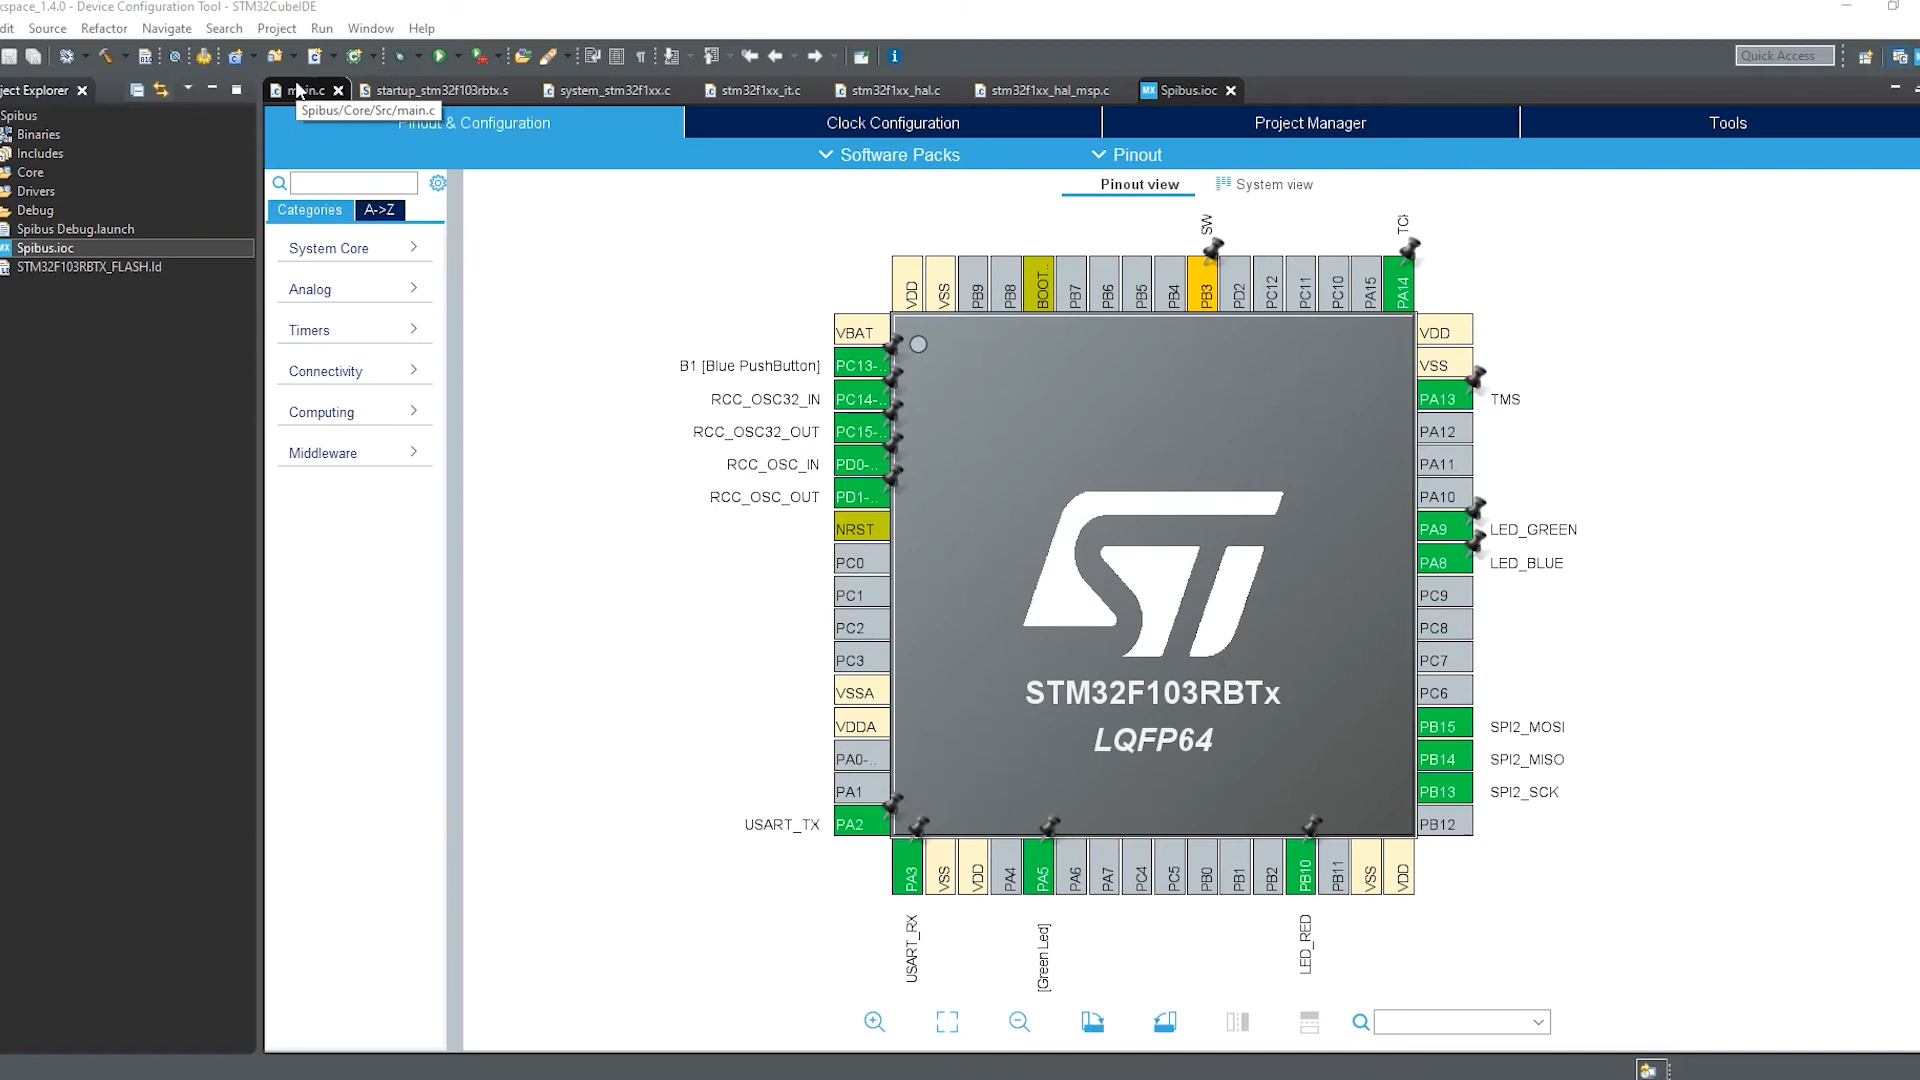 kspace_1.4.0 - Device Configuration Tool - STM32CubeIDE
dit Source Refactor Navigate Search Project Run Window Help
Quick Access
ject Explorer
main.c
startup_stm32f103rbtx.s
system_stm32f1xx.c
stm32f1xx_it.c
stm32f1xx_hal.c
stm32f1xx_hal_msp.c
MX Spibus.ioc
Spibus/Core/Src/main.c
Pinout & Configuration
Clock Configuration
Project Manager
Tools
Software Packs
Pinout
Spibus
Binaries
Includes
Core
Drivers
Debug
Spibus Debug.launch
MX Spibus.ioc
STM32F103RBTX_FLASH.ld
Categories
A->Z
System Core
Analog
Timers
Connectivity
Computing
Middleware
Pinout view
System view
SW
TCK
VDD
VSS
PB9
PB8
BOOT..
PB7
PB6
PB5
PB4
PB3
PD2
PC12
PC11
PC10
PA15
PA14
VBAT
B1 [Blue PushButton] PC13-..
RCC_OSC32_IN PC14-..
RCC_OSC32_OUT PC15-..
RCC_OSC_IN PD0-..
RCC_OSC_OUT PD1-..
NRST
PC0
PC1
PC2
PC3
VSSA
VDDA
PA0-..
PA1
USART_TX PA2
ST
STM32F103RBTx
LQFP64
VDD
VSS
PA13 TMS
PA12
PA11
PA10
PA9 LED_GREEN
PA8 LED_BLUE
PC9
PC8
PC7
PC6
PB15 SPI2_MOSI
PB14 SPI2_MISO
PB13 SPI2_SCK
PB12
PA3
VSS
VDD
PA4
PA5
PA6
PA7
PC4
PC5
PB0
PB1
PB2
PB10
PB11
VSS
VDD
USART_RX
[Green Led]
LED_RED